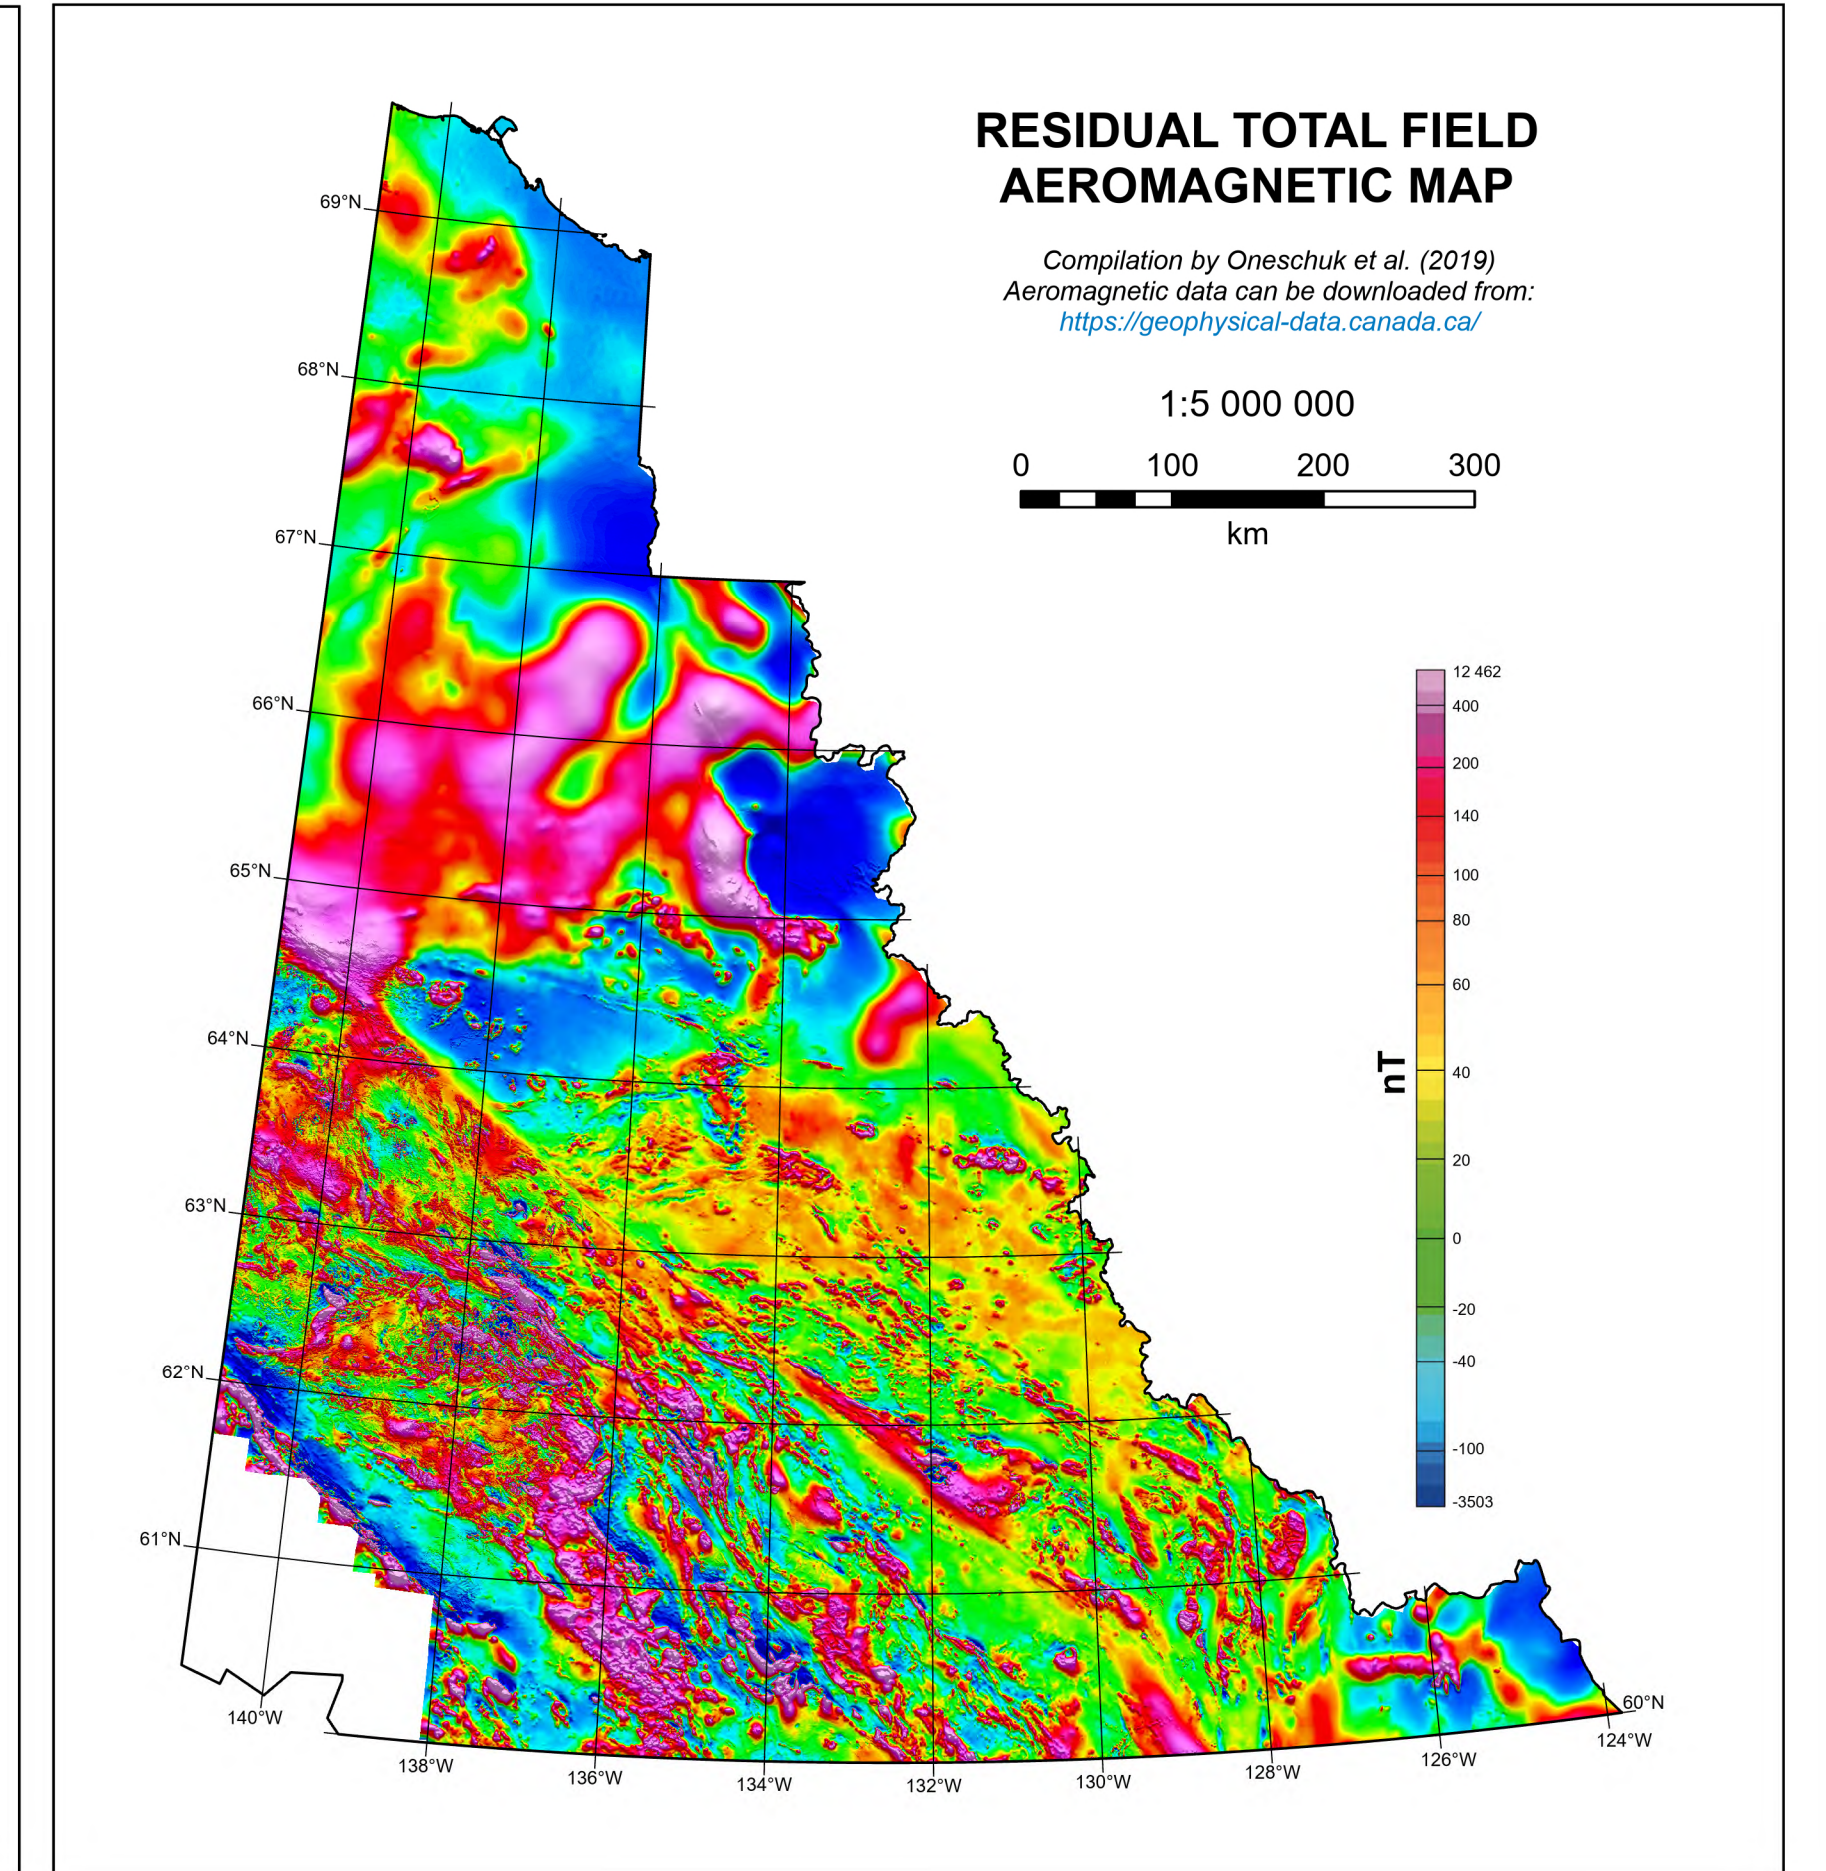 RESIDUAL TOTAL FIELD
AEROMAGNETIC MAP
Compilation by Oneschuk et al. (2019)
Aeromagnetic data can be downloaded from:
https://geophysical-data.canada.ca/
1:5 000 000
0 100 200 300
km
69°N
68°N
67°N
66°N
65°N
64°N
63°N
62°N
61°N
60°N
12 462
400
200
140
100
80
60
40
20
0
-20
-40
-100
-3503
nT
140°W
138°W
136°W
134°W
132°W
130°W
128°W
126°W
124°W